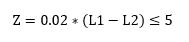 Z = 0.02 * (L1 − L2) ≤ 5